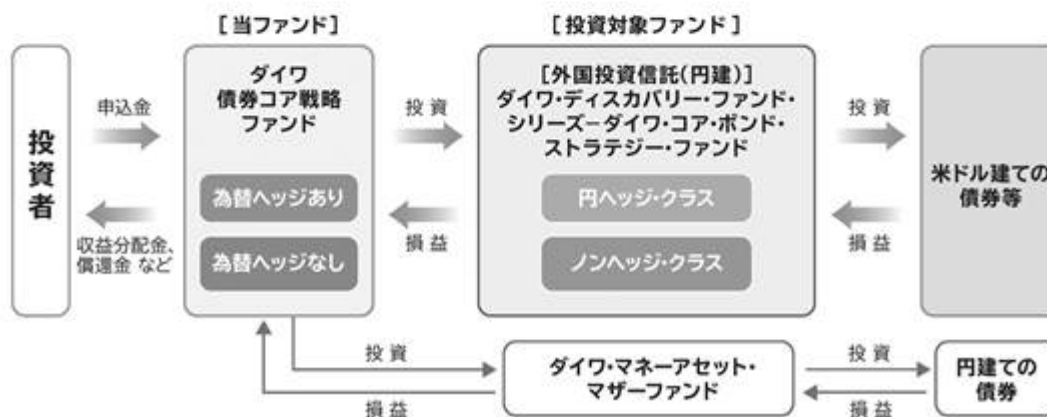 [当ファンド]
[投資対象ファンド]
投資者
申込金
収益分配金、
償還金 など
ダイワ
債券コア戦略
ファンド
為替ヘッジあり
為替ヘッジなし
投資
損益
[外国投資信託(円建)]
ダイワ・ディスカバリー・ファンド・
シリーズ−ダイワ・コア・ボンド・
ストラテジー・ファンド
円ヘッジ・クラス
ノンヘッジ・クラス
投資
損益
米ドル建ての
債券等
投資
損益
ダイワ・マネーアセット・
マザーファンド
投資
損益
円建ての
債券